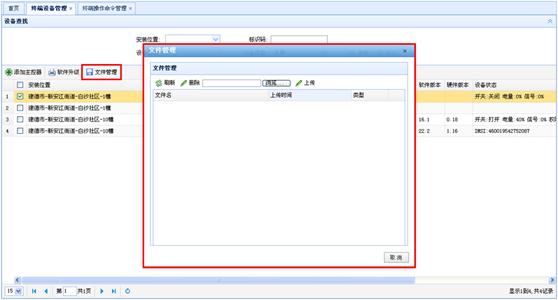 首页 终端设备管理 × 终端操作命令管理 ×
设备查找
安装位置: 标识码:
文件管理 ×
添加主控器 软件升级 文件管理
文件管理
刷新 删除 浏览... 上传
文件名 上传时间 类型
安装位置 软件版本 硬件版本 设备状态
1 建德市-新安江街道-白沙社区-1幢 开关:关闭 电量:0% 信号:0%
2 建德市-新安江街道-白沙社区-1幢
3 建德市-新安江街道-白沙社区-10幢 16.1 0.18 开关:打开 电量:40% 信号:0%
4 建德市-新安江街道-白沙社区-10幢 22.2 1.16
取消
15 第 1 共1页 显示1到4,共4记录